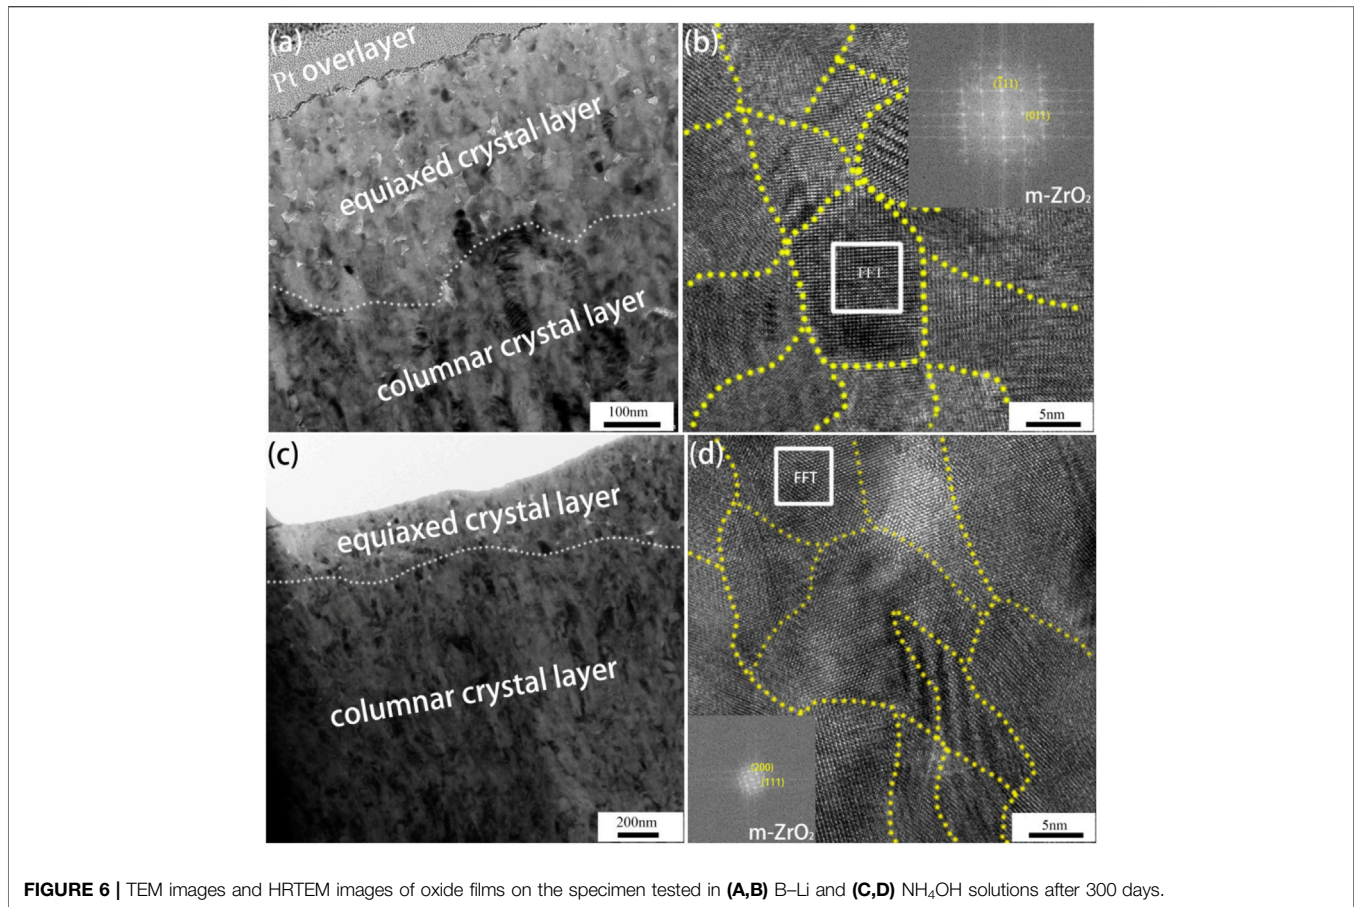 (a)
Pt overlayer
equiaxed crystal layer
columnar crystal layer
100nm
(b)
(̅111)
(011)
m-ZrO₂
FFT
5nm
(c)
equiaxed crystal layer
columnar crystal layer
200nm
(d)
FFT
(200)
(111)
m-ZrO₂
5nm
FIGURE 6 | TEM images and HRTEM images of oxide films on the specimen tested in (A,B) B–Li and (C,D) NH₄OH solutions after 300 days.